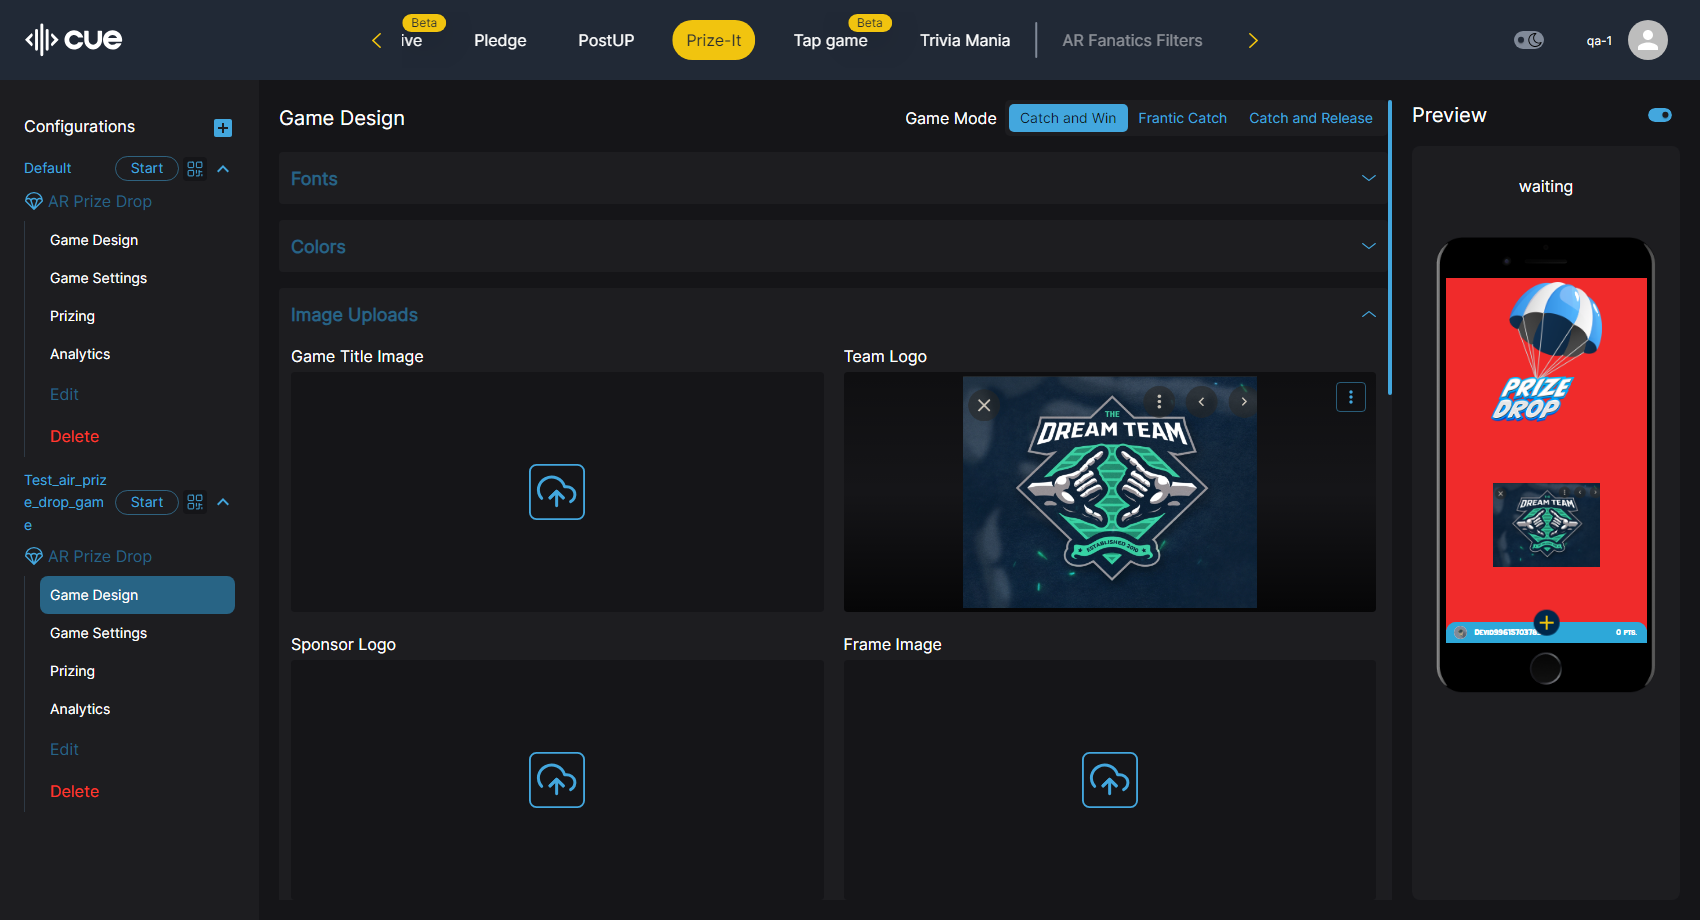 cue
Beta
ive
Pledge
PostUP
Prize-It
Beta
Tap game
Trivia Mania
AR Fanatics Filters
qa-1
Configurations
Default
Start
AR Prize Drop
Game Design
Game Settings
Prizing
Analytics
Edit
Delete
Test_air_priz
e_drop_gam
e
Start
AR Prize Drop
Game Design
Game Settings
Prizing
Analytics
Edit
Delete
Game Design
Game Mode
Catch and Win
Frantic Catch
Catch and Release
Fonts
Colors
Image Uploads
Game Title Image
Team Logo
THE
DREAM TEAM
ESTABLISHED 2010
Sponsor Logo
Frame Image
Preview
waiting
PRIZE
DROP
DREAM TEAM
0 PTS.